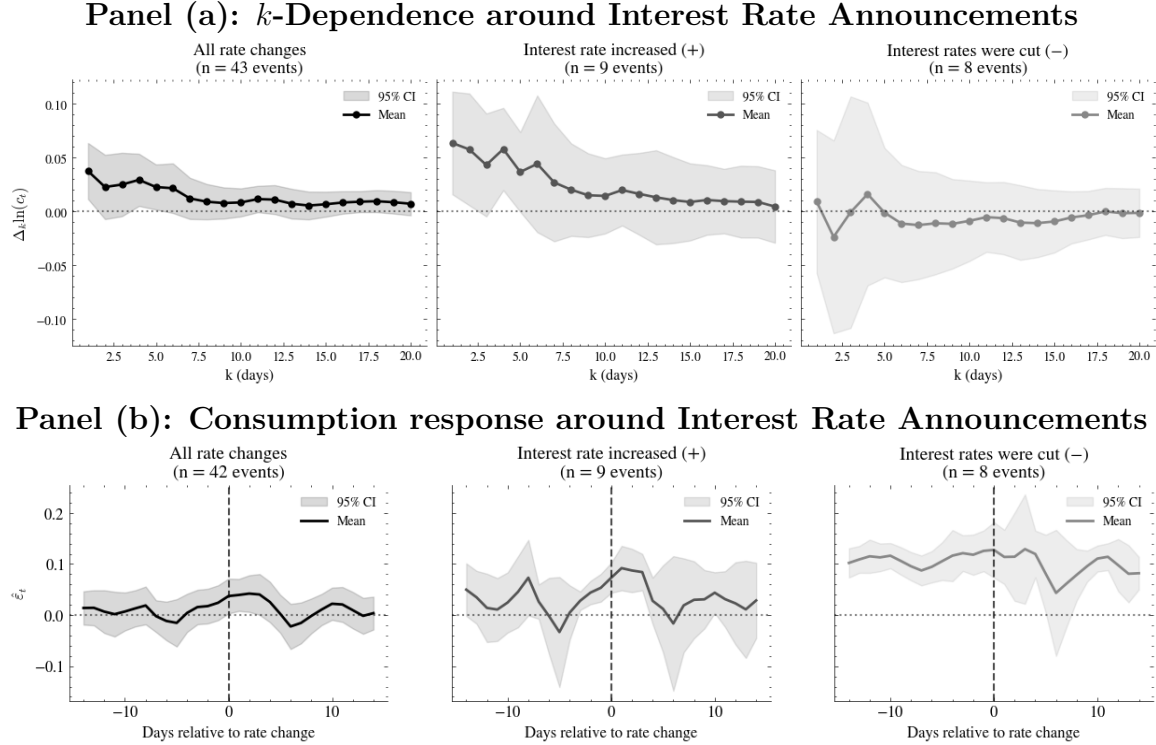 Panel (a): k-Dependence around Interest Rate Announcements
All rate changes
(n = 43 events)
Interest rate increased (+)
(n = 9 events)
Interest rates were cut (−)
(n = 8 events)
95% CI
Mean
95% CI
Mean
95% CI
Mean
0.10
0.05
0.00
−0.05
−0.10
Δₖ ln(cₜ)
2.5 5.0 7.5 10.0 12.5 15.0 17.5 20.0
2.5 5.0 7.5 10.0 12.5 15.0 17.5 20.0
2.5 5.0 7.5 10.0 12.5 15.0 17.5 20.0
k (days)
k (days)
k (days)
Panel (b): Consumption response around Interest Rate Announcements
All rate changes
(n = 42 events)
Interest rate increased (+)
(n = 9 events)
Interest rates were cut (−)
(n = 8 events)
95% CI
Mean
95% CI
Mean
95% CI
Mean
0.2
0.1
0.0
−0.1
ε̂ₜ
−10 0 10
−10 0 10
−10 0 10
Days relative to rate change
Days relative to rate change
Days relative to rate change